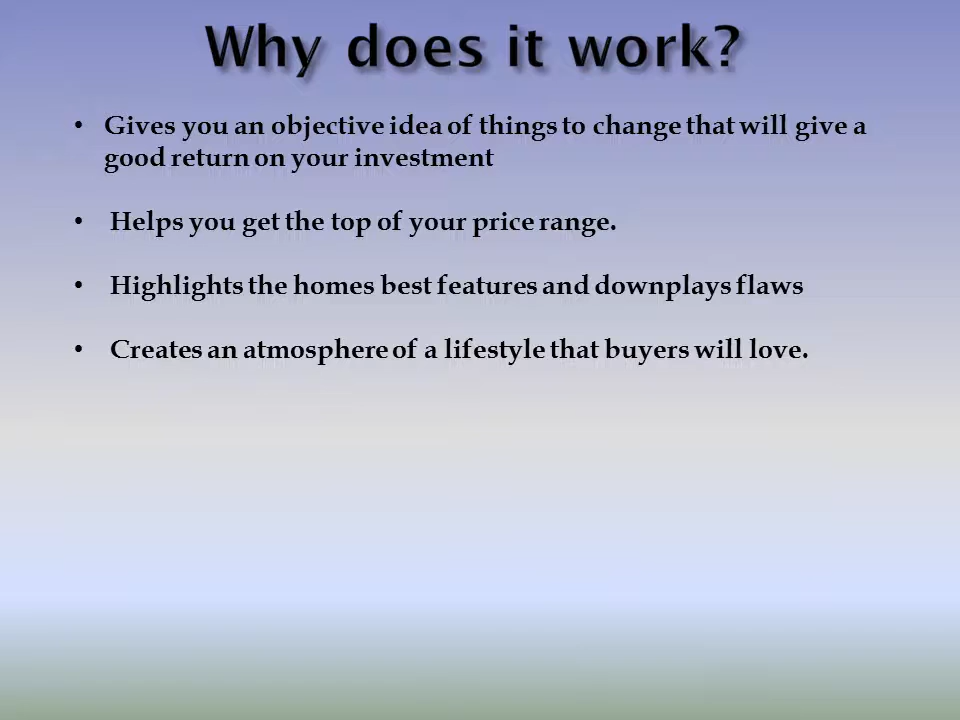 Why does it work?
• Gives you an objective idea of things to change that will give a
good return on your investment
• Helps you get the top of your price range.
• Highlights the homes best features and downplays flaws
• Creates an atmosphere of a lifestyle that buyers will love.